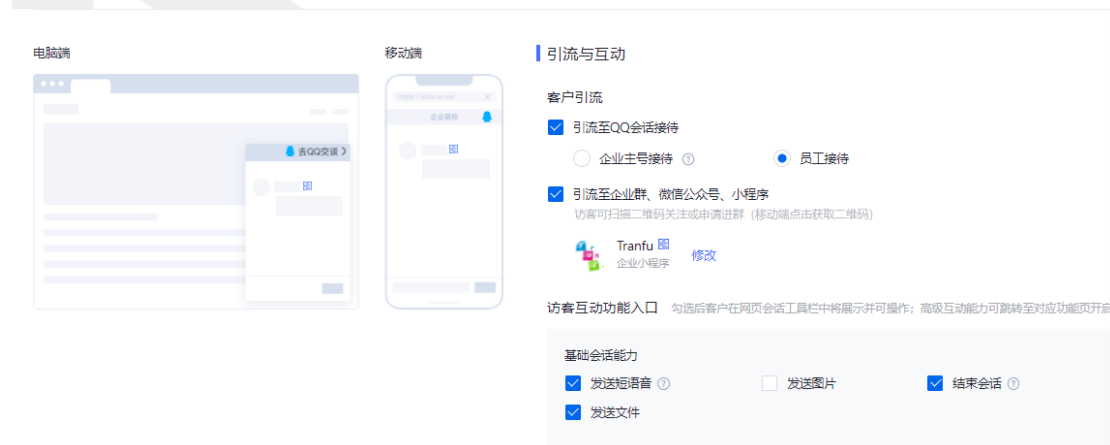 电脑端
移动端
去QQ交谈
企业简称
引流与互动
客户引流
引流至QQ会话接待
企业主号接待
员工接待
引流至企业群、微信公众号、小程序
访客可扫描二维码关注或申请进群（移动端点击获取二维码）
Tranfu
企业小程序
修改
访客互动功能入口 勾选后客户在网页会话工具栏中将展示并可操作；高级互动能力可跳转至对应功能页开启
基础会话能力
发送短语音
发送图片
结束会话
发送文件